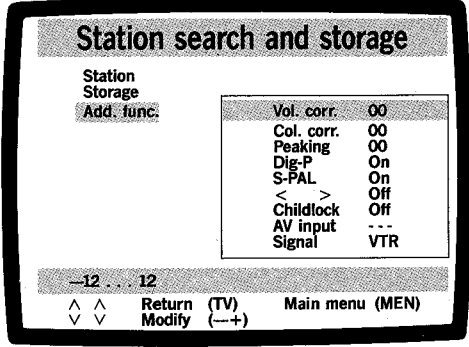 Station search and storage
Station
Storage
Add. func.
Vol. corr. 00
Col. corr. 00
Peaking 00
Dig-P On
S-PAL On
< > Off
Childlock Off
AV input - - -
Signal VTR
—12 . . . 12
∧ ∧ Return (TV) Main menu (MEN)
∨ ∨ Modify (—+)